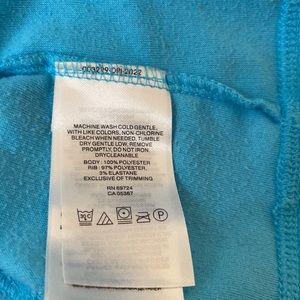 MACHINE WASH COLD GENTLE,
WITH LIKE COLORS, NON-CHLORINE
BLEACH WHEN NEEDED. TUMBLE
DRY GENTLE LOW, REMOVE
PROMPTLY, DO NOT IRON,
DRYCLEANABLE
BODY : 100% POLYESTER
RIB : 97% POLYESTER,
3% ELASTANE
EXCLUSIVE OF TRIMMING
RN 69724
CA 05367